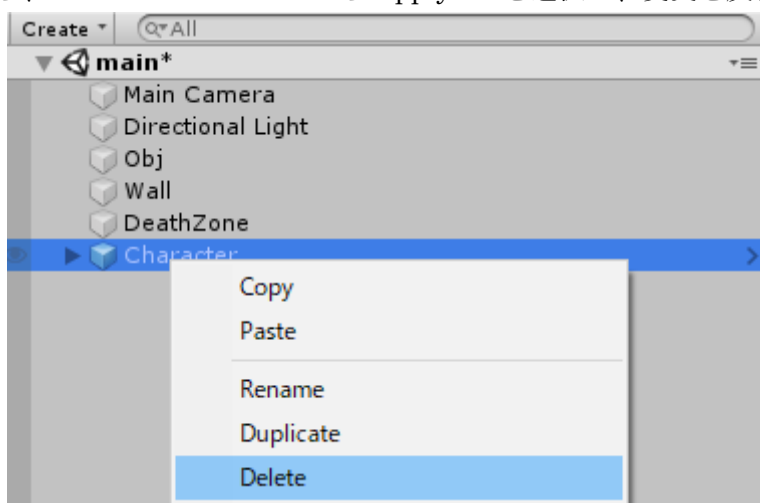 Create All
main*
Main Camera
Directional Light
Obj
Wall
DeathZone
Character
Copy
Paste
Rename
Duplicate
Delete